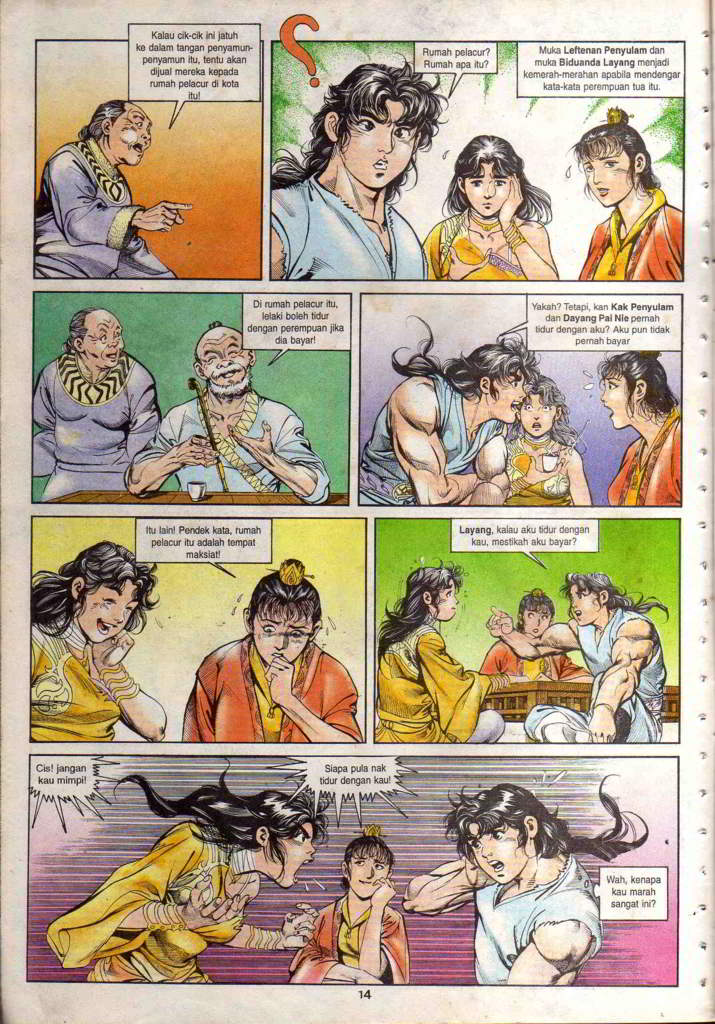 Kalau cik-cik ini jatuh
ke dalam tangan penyamun-
penyamun itu, tentu akan
dijual mereka kepada
rumah pelacur di kota
itu!
?
Rumah pelacur?
Rumah apa itu?
Muka Leftenan Penyulam dan
muka Biduanda Layang menjadi
kemerah-merahan apabila mendengar
kata-kata perempuan tua itu.
Di rumah pelacur itu,
lelaki boleh tidur
dengan perempuan jika
dia bayar!
Yakah? Tetapi, kan Kak Penyulam
dan Dayang Pai Nie pernah
tidur dengan aku? Aku pun tidak
pernah bayar
Itu lain! Pendek kata, rumah
pelacur itu adalah tempat
maksiat!
Layang, kalau aku tidur dengan
kau, mestikah aku bayar?
Cis! jangan
kau mimpi!
Siapa pula nak
tidur dengan kau!
Wah, kenapa
kau marah
sangat ini?
14